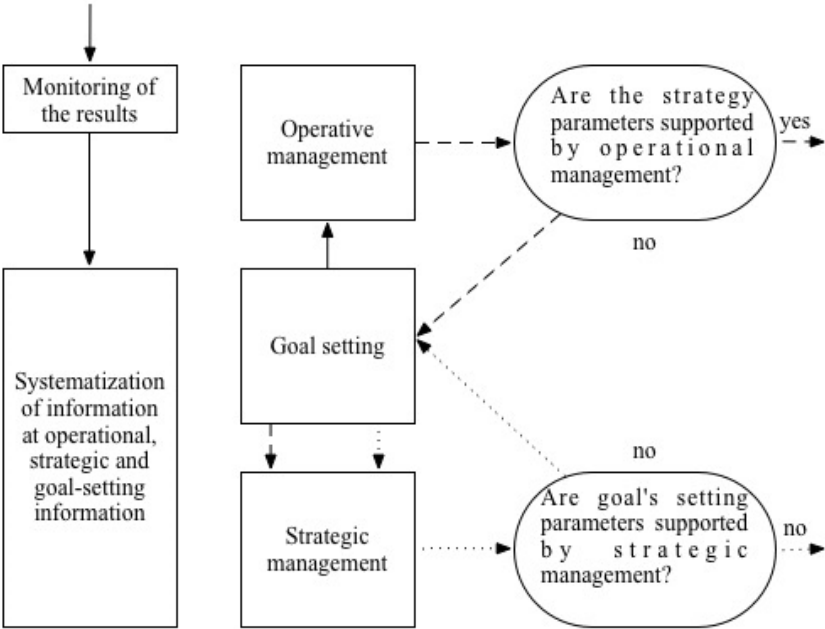 Monitoring of
the results
Systematization
of information
at operational,
strategic and
goal-setting
information
Operative
management
Goal setting
Strategic
management
Are the strategy
parameters supported
by operational
management?
yes
no
no
Are goal's setting
parameters supported
by strategic
management?
no